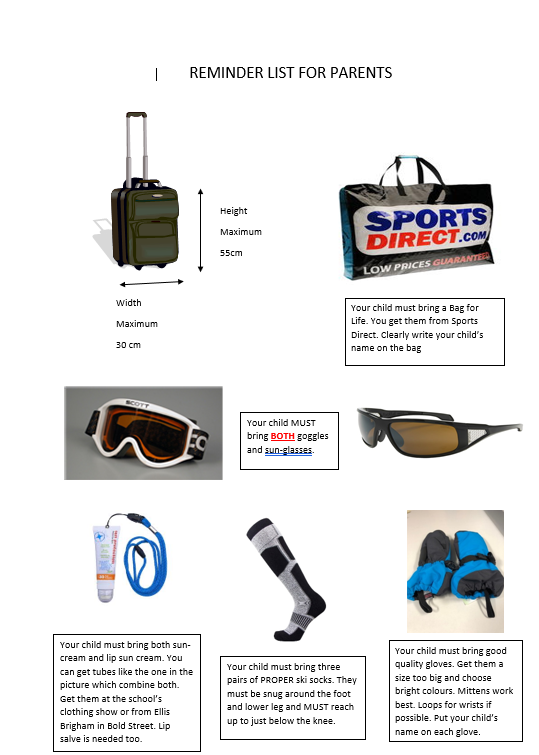 REMINDER LIST FOR PARENTS
Height
Maximum
55cm
Width
Maximum
30 cm
SPORTS
DIRECT.COM
LOW PRICES GUARANTEED
Your child must bring a Bag for
Life. You get them from Sports
Direct. Clearly write your child's
name on the bag
SCOTT
Your child MUST
bring BOTH goggles
and sun-glasses.
Your child must bring both sun-
cream and lip sun cream. You
can get tubes like the one in the
picture which combine both.
Get them at the school's
clothing show or from Ellis
Brigham in Bold Street. Lip
salve is needed too.
Your child must bring three
pairs of PROPER ski socks. They
must be snug around the foot
and lower leg and MUST reach
up to just below the knee.
Your child must bring good
quality gloves. Get them a
size too big and choose
bright colours. Mittens work
best. Loops for wrists if
possible. Put your child's
name on each glove.